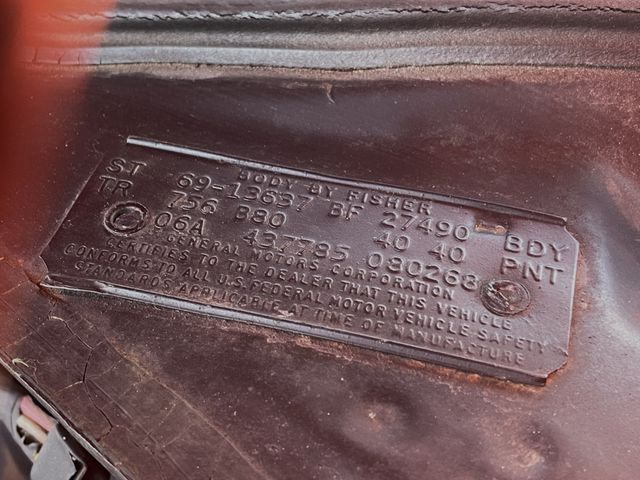 BODY BY FISHER
ST 69-13637 BF 27490 BDY
TR 756 B80 40 40 PNT
06A 437785 080268
GENERAL MOTORS CORPORATION
CERTIFIES TO THE DEALER THAT THIS VEHICLE
CONFORMS TO ALL U.S. FEDERAL MOTOR VEHICLE SAFETY
STANDARDS APPLICABLE AT TIME OF MANUFACTURE